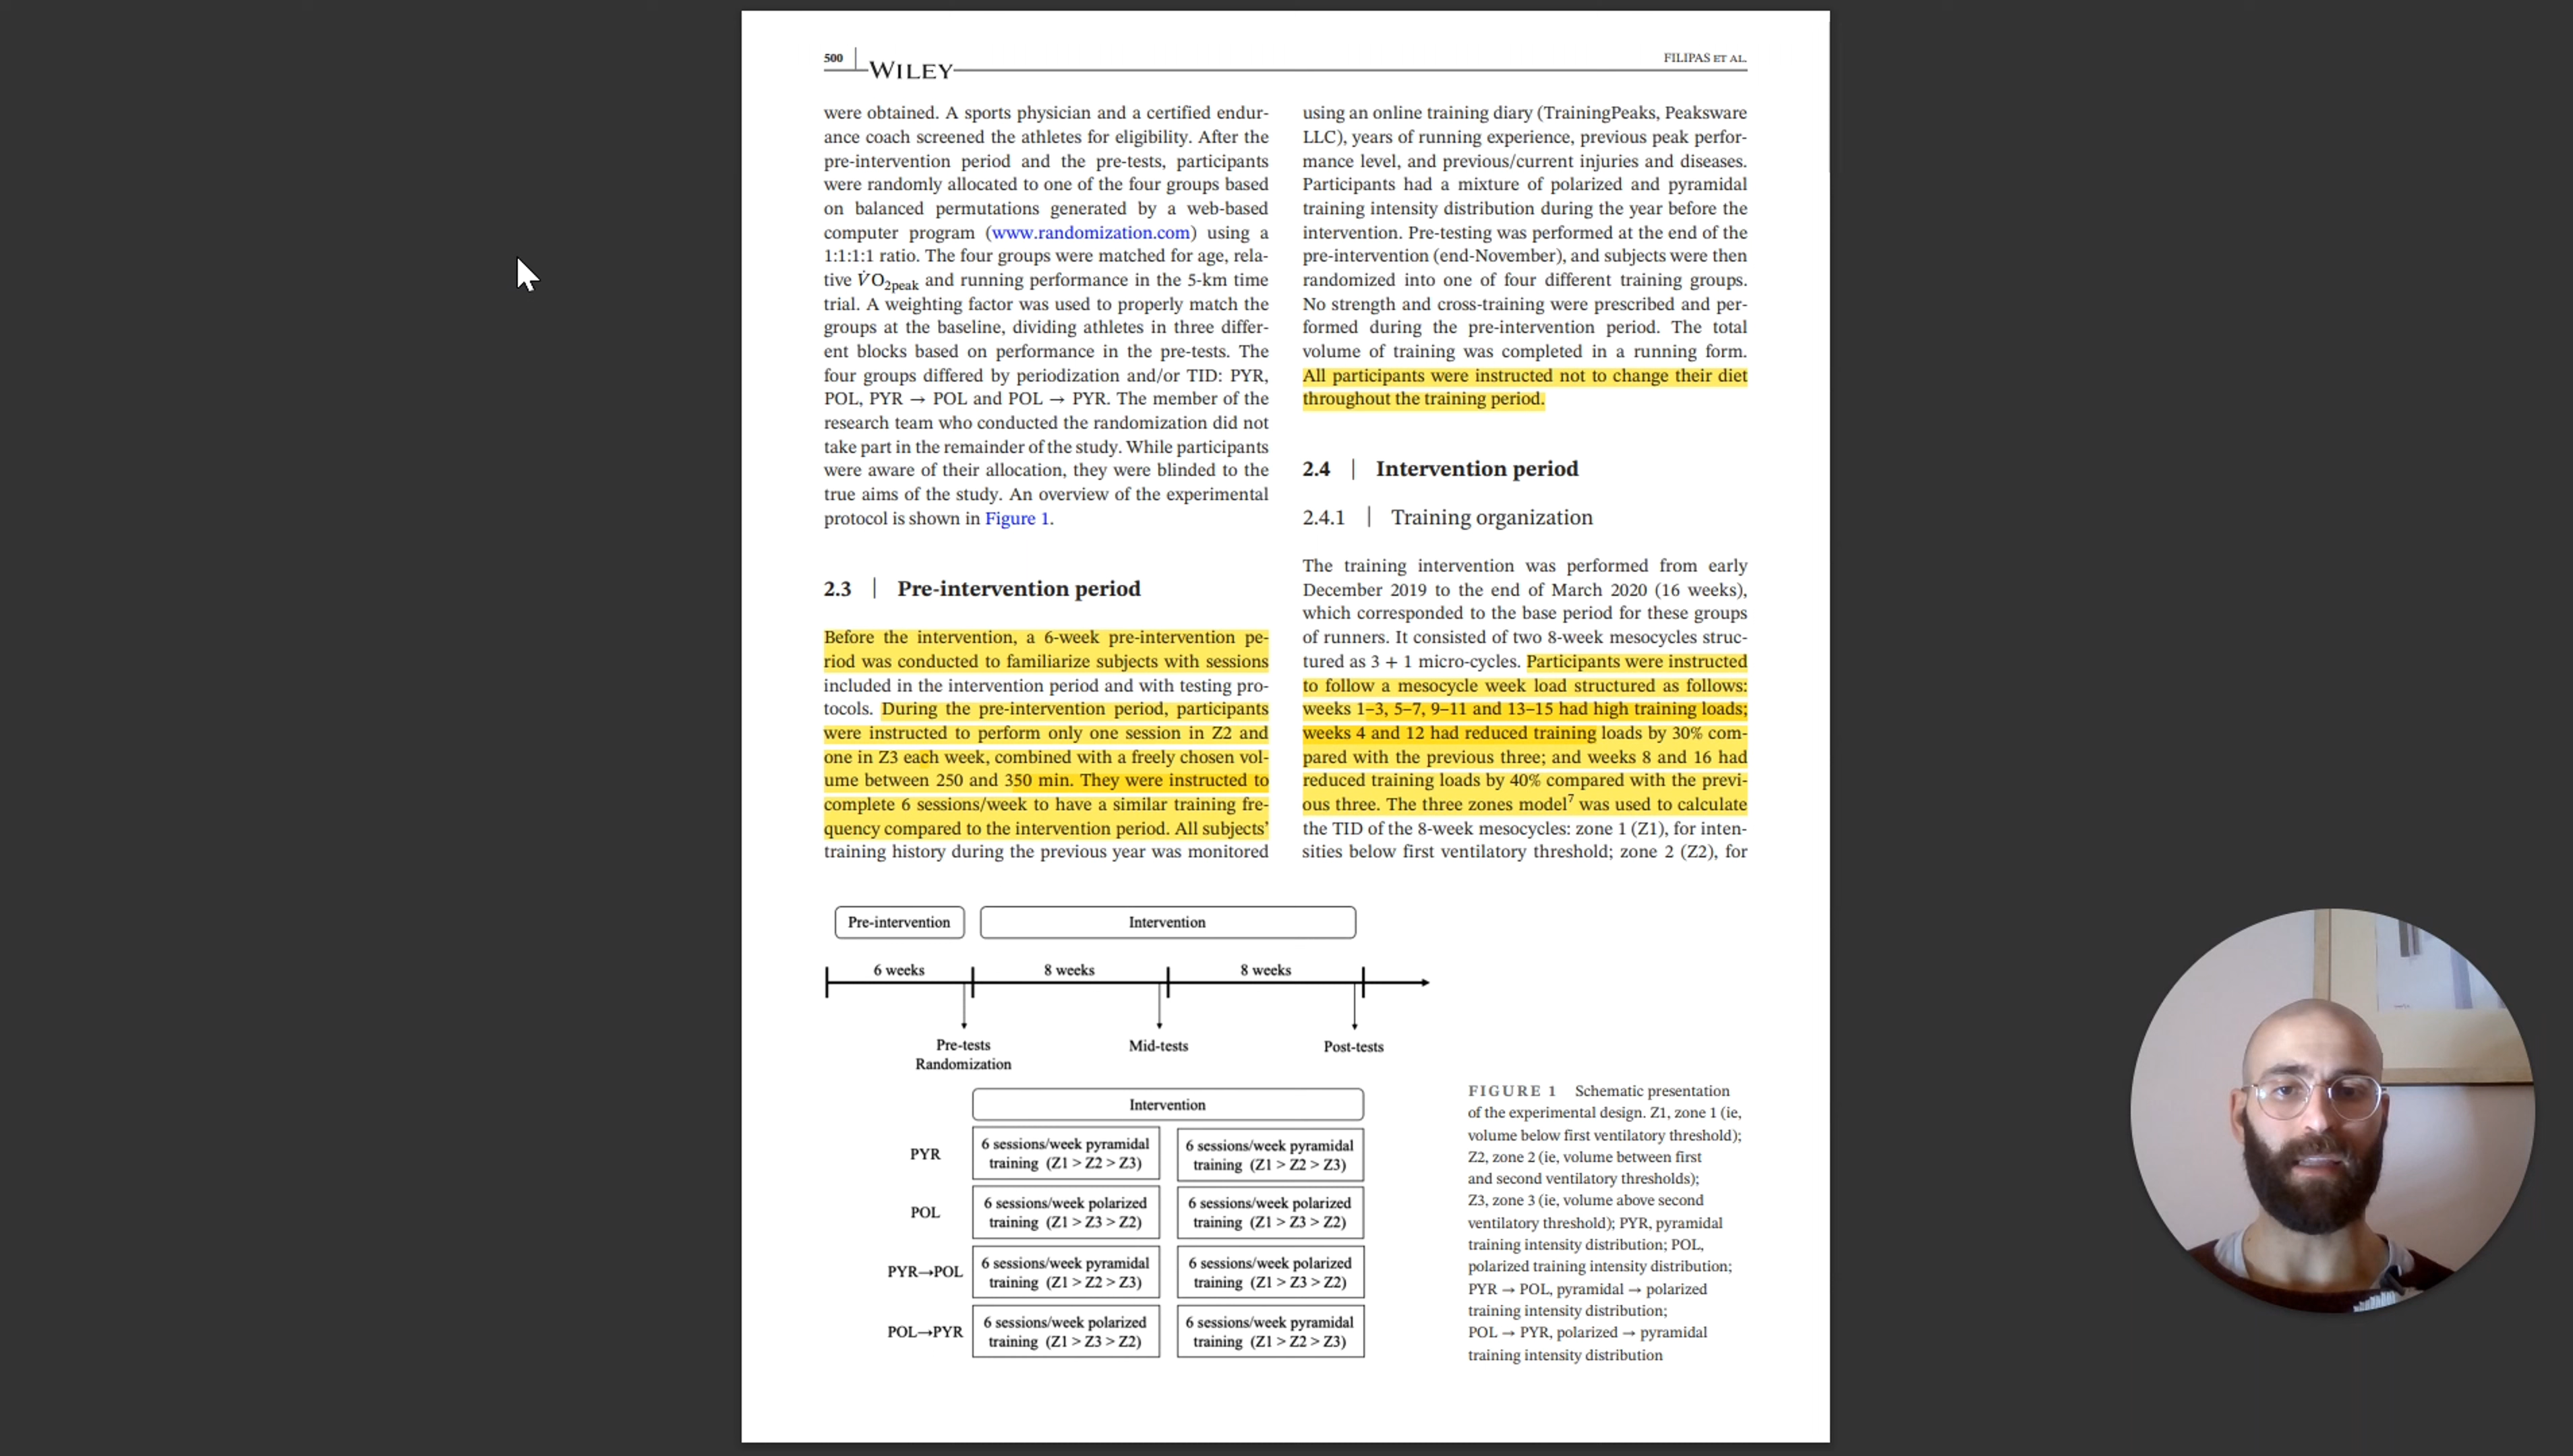 500
WILEY
FILIPAS ET AL.
were obtained. A sports physician and a certified endur-
ance coach screened the athletes for eligibility. After the
pre-intervention period and the pre-tests, participants
were randomly allocated to one of the four groups based
on balanced permutations generated by a web-based
computer program (www.randomization.com) using a
1:1:1:1 ratio. The four groups were matched for age, rela-
tive V̇O2peak and running performance in the 5-km time
trial. A weighting factor was used to properly match the
groups at the baseline, dividing athletes in three differ-
ent blocks based on performance in the pre-tests. The
four groups differed by periodization and/or TID: PYR,
POL, PYR → POL and POL → PYR. The member of the
research team who conducted the randomization did not
take part in the remainder of the study. While participants
were aware of their allocation, they were blinded to the
true aims of the study. An overview of the experimental
protocol is shown in Figure 1.
2.3 | Pre-intervention period
Before the intervention, a 6-week pre-intervention pe-
riod was conducted to familiarize subjects with sessions
included in the intervention period and with testing pro-
tocols. During the pre-intervention period, participants
were instructed to perform only one session in Z2 and
one in Z3 each week, combined with a freely chosen vol-
ume between 250 and 350 min. They were instructed to
complete 6 sessions/week to have a similar training fre-
quency compared to the intervention period. All subjects'
training history during the previous year was monitored
using an online training diary (TrainingPeaks, Peaksware
LLC), years of running experience, previous peak perfor-
mance level, and previous/current injuries and diseases.
Participants had a mixture of polarized and pyramidal
training intensity distribution during the year before the
intervention. Pre-testing was performed at the end of the
pre-intervention (end-November), and subjects were then
randomized into one of four different training groups.
No strength and cross-training were prescribed and per-
formed during the pre-intervention period. The total
volume of training was completed in a running form.
All participants were instructed not to change their diet
throughout the training period.
2.4 | Intervention period
2.4.1 | Training organization
The training intervention was performed from early
December 2019 to the end of March 2020 (16 weeks),
which corresponded to the base period for these groups
of runners. It consisted of two 8-week mesocycles struc-
tured as 3 + 1 micro-cycles. Participants were instructed
to follow a mesocycle week load structured as follows:
weeks 1–3, 5–7, 9–11 and 13–15 had high training loads;
weeks 4 and 12 had reduced training loads by 30% com-
pared with the previous three; and weeks 8 and 16 had
reduced training loads by 40% compared with the previ-
ous three. The three zones model7 was used to calculate
the TID of the 8-week mesocycles: zone 1 (Z1), for inten-
sities below first ventilatory threshold; zone 2 (Z2), for
Pre-intervention
Intervention
6 weeks
8 weeks
8 weeks
Pre-tests
Randomization
Mid-tests
Post-tests
Intervention
PYR
6 sessions/week pyramidal
training (Z1 > Z2 > Z3)
6 sessions/week pyramidal
training (Z1 > Z2 > Z3)
POL
6 sessions/week polarized
training (Z1 > Z3 > Z2)
6 sessions/week polarized
training (Z1 > Z3 > Z2)
PYR→POL
6 sessions/week pyramidal
training (Z1 > Z2 > Z3)
6 sessions/week polarized
training (Z1 > Z3 > Z2)
POL→PYR
6 sessions/week polarized
training (Z1 > Z3 > Z2)
6 sessions/week pyramidal
training (Z1 > Z2 > Z3)
FIGURE 1 Schematic presentation
of the experimental design. Z1, zone 1 (ie,
volume below first ventilatory threshold);
Z2, zone 2 (ie, volume between first
and second ventilatory thresholds);
Z3, zone 3 (ie, volume above second
ventilatory threshold); PYR, pyramidal
training intensity distribution; POL,
polarized training intensity distribution;
PYR → POL, pyramidal → polarized
training intensity distribution;
POL → PYR, polarized → pyramidal
training intensity distribution